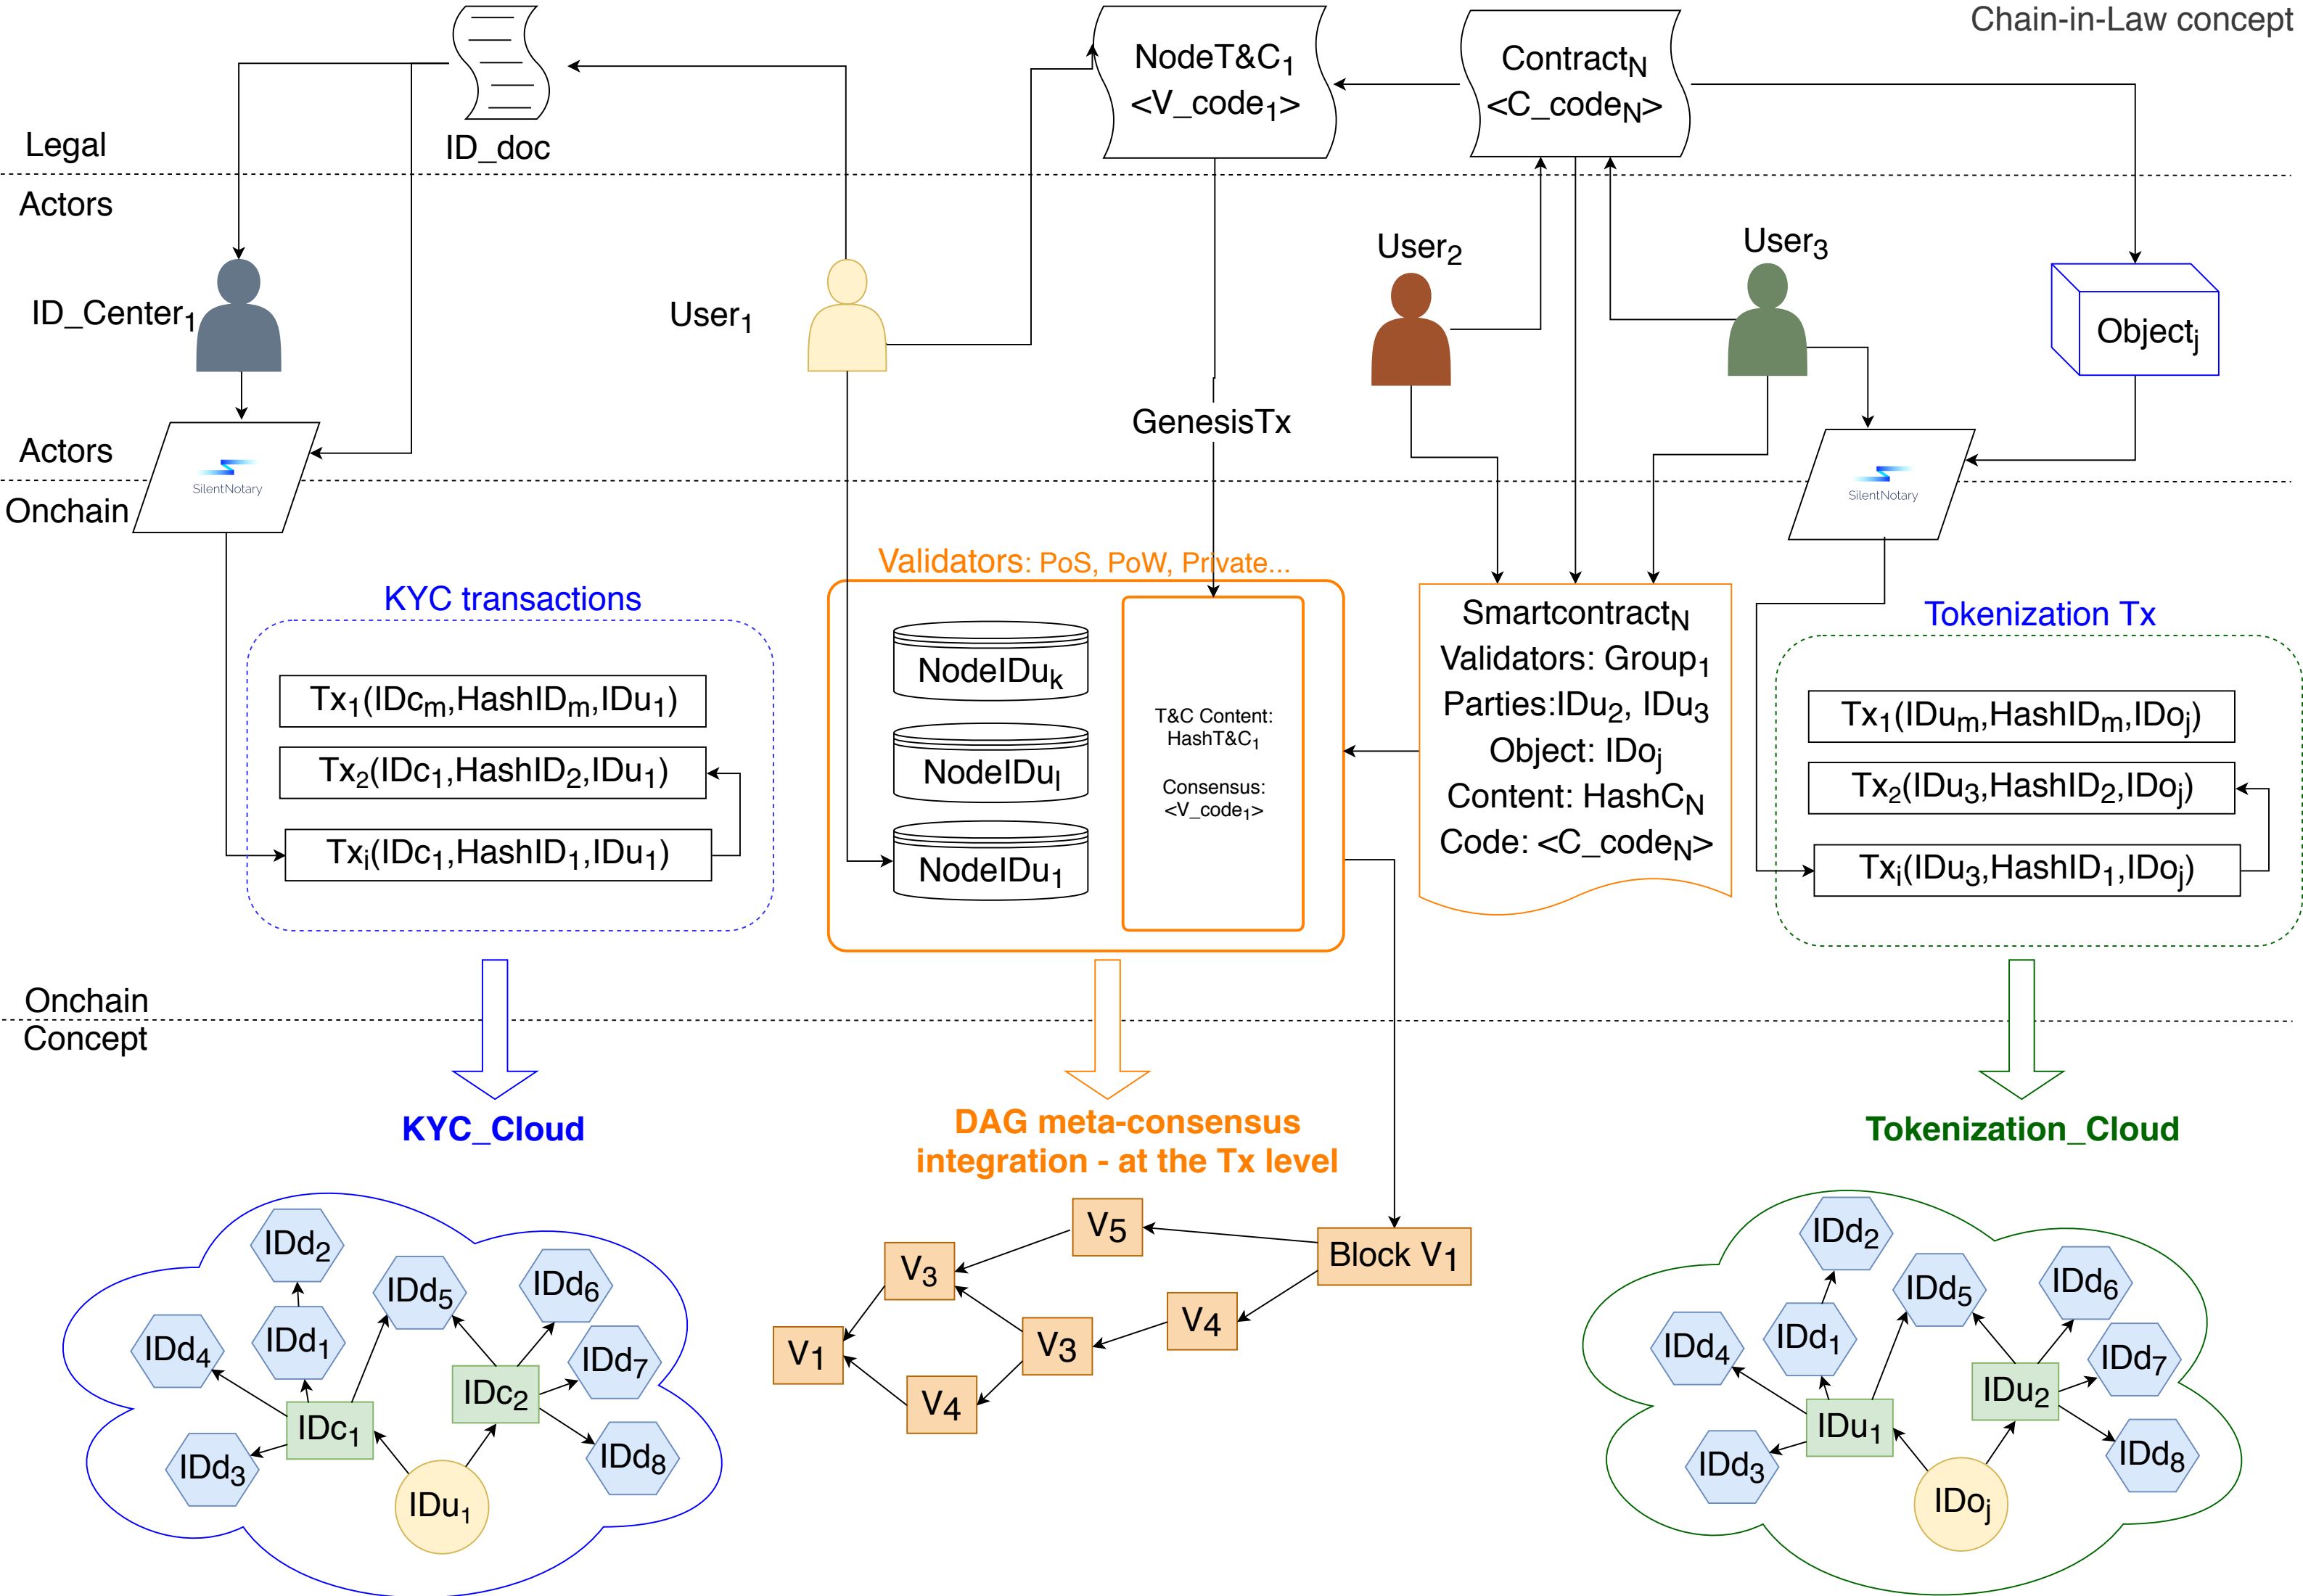 Chain-in-Law concept
NodeT&C1
<V_code1>
ContractN
<C_codeN>
ID_doc
Legal
Actors
ID_Center1
User1
User2
User3
Objectj
GenesisTx
Actors
SilentNotary
SilentNotary
Onchain
Validators: PoS, PoW, Private...
KYC transactions
Tx1(IDcm,HashIDm,IDu1)
Tx2(IDc1,HashID2,IDu1)
Txi(IDc1,HashID1,IDu1)
NodeIDuk
NodeIDul
NodeIDu1
T&C Content:
HashT&C1
Consensus:
<V_code1>
SmartcontractN
Validators: Group1
Parties:IDu2, IDu3
Object: IDoj
Content: HashCN
Code: <C_codeN>
Tokenization Tx
Tx1(IDum,HashIDm,IDoj)
Tx2(IDu3,HashID2,IDoj)
Txi(IDu3,HashID1,IDoj)
Onchain
Concept
KYC_Cloud
DAG meta-consensus
integration - at the Tx level
Tokenization_Cloud
IDd2
IDd5
IDd6
IDd4
IDd1
IDd7
IDc1
IDc2
IDd3
IDd8
IDu1
V5
Block V1
V3
V4
V3
V1
V4
IDd2
IDd5
IDd6
IDd4
IDd1
IDd7
IDu1
IDu2
IDd3
IDd8
IDoj